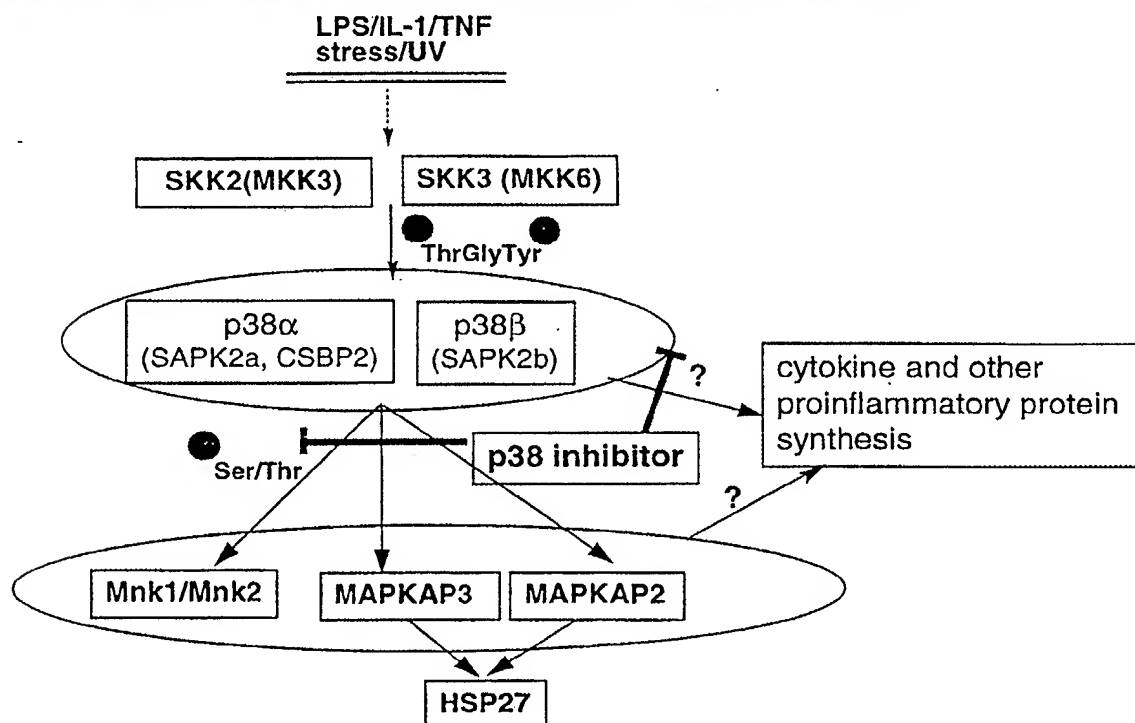 LPS/IL-1/TNF
stress/UV
SKK2(MKK3)
SKK3 (MKK6)
ThrGlyTyr
p38α
(SAPK2a, CSBP2)
p38β
(SAPK2b)
?
cytokine and other
proinflammatory protein
synthesis
Ser/Thr
p38 inhibitor
?
Mnk1/Mnk2
MAPKAP3
MAPKAP2
HSP27